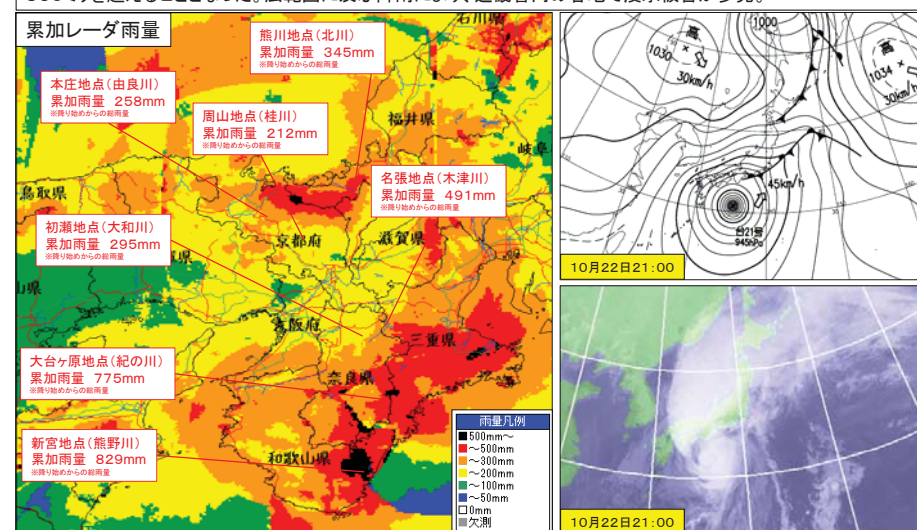 累加レーダ雨量
熊川地点(北川)
累加雨量 345mm
※降り始めからの総雨量
本庄地点(由良川)
累加雨量 258mm
※降り始めからの総雨量
周山地点(桂川)
累加雨量 212mm
※降り始めからの総雨量
名張地点(木津川)
累加雨量 491mm
※降り始めからの総雨量
初瀬地点(大和川)
累加雨量 295mm
※降り始めからの総雨量
大台ヶ原地点(紀の川)
累加雨量 775mm
※降り始めからの総雨量
新宮地点(熊野川)
累加雨量 829mm
※降り始めからの総雨量
石川県
福井県
岐阜
鳥取県
京都府
滋賀県
大阪府
三重県
奈良県
和歌山県
雨量凡例
500mm～
～500mm
～300mm
～200mm
～100mm
～50mm
0mm
欠測
1000
高
1030
30km/h
高
1034
30km/h
45km/h
台21号
945hPa
10月22日21:00
10月22日21:00